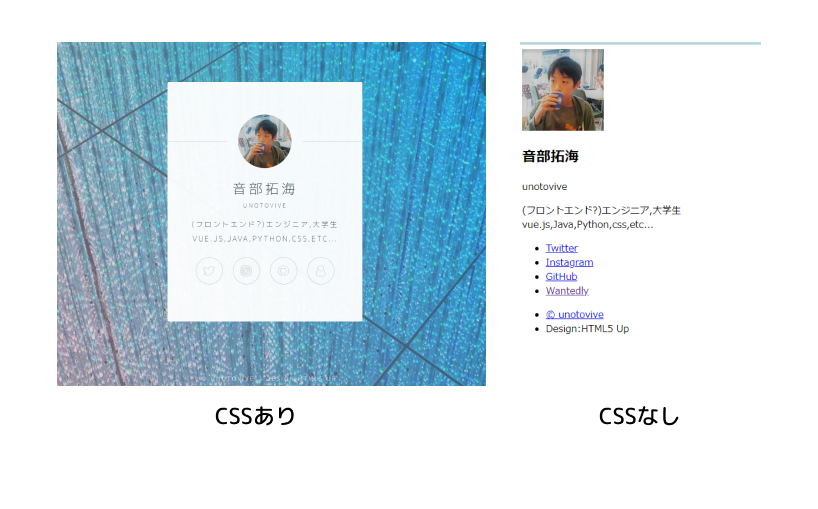 音部拓海
UNOTOVIVE
(フロントエンド?)エンジニア,大学生
VUE.JS,JAVA,PYTHON,CSS,ETC...
CSSあり
音部拓海
unotovive
(フロントエンド?)エンジニア,大学生
vue.js,Java,Python,css,etc...
Twitter
Instagram
GitHub
Wantedly
© unotovive
Design:HTML5 Up
CSSなし